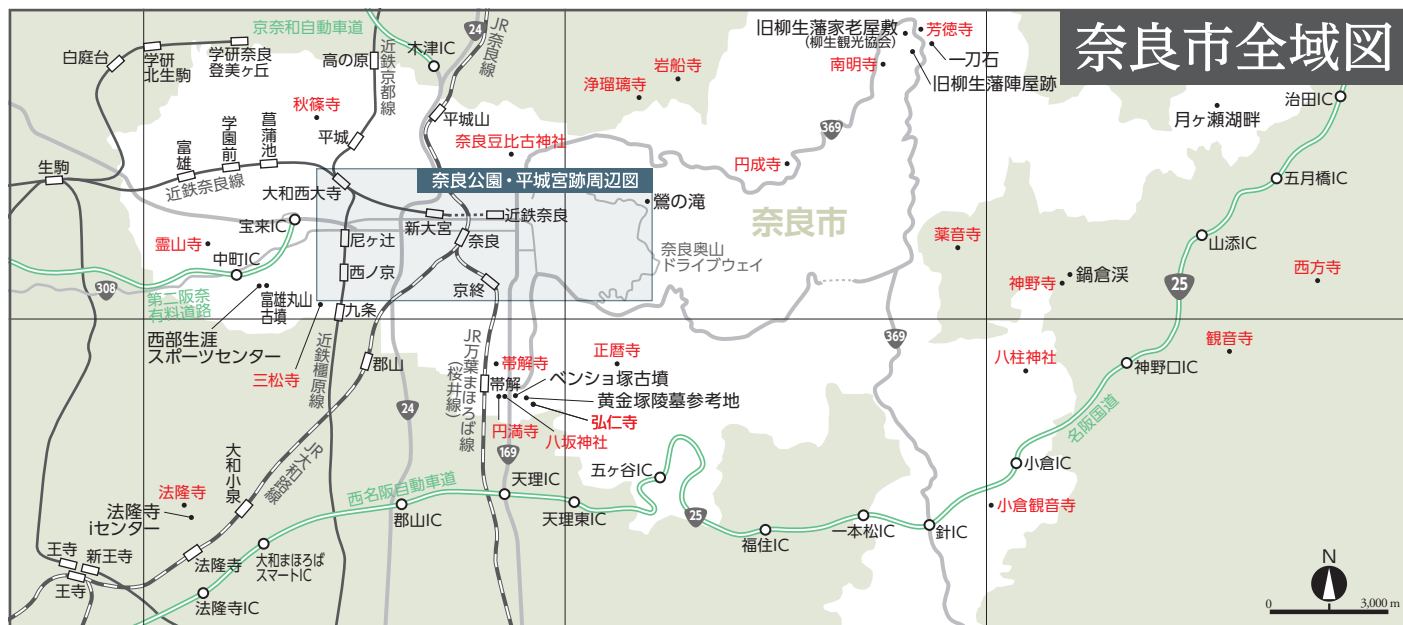 奈良市全域図
京奈和自動車道
24
JR奈良線
木津IC
近鉄京都線
高の原
白庭台
学研
北生駒
学研奈良
登美ヶ丘
秋篠寺
平城
平城山
奈良豆比古神社
浄瑠璃寺
岩船寺
旧柳生藩家老屋敷
(柳生観光協会)
芳徳寺
一刀石
南明寺
旧柳生藩陣屋跡
369
円成寺
月ヶ瀬湖畔
治田IC
五月橋IC
生駒
富雄
学園前
菖蒲池
近鉄奈良線
大和西大寺
奈良公園・平城宮跡周辺図
鶯の滝
奈良市
宝来IC
新大宮
近鉄奈良
尼ヶ辻
奈良
霊山寺
中町IC
西ノ京
京終
奈良奥山
ドライブウェイ
薬音寺
山添IC
神野寺
鍋倉渓
25
西方寺
308
第二阪奈
有料道路
富雄丸山
古墳
九条
西部生涯
スポーツセンター
三松寺
近鉄橿原線
郡山
JR万葉まほろば線
(桜井線)
帯解寺
正暦寺
帯解
ベンショ塚古墳
黄金塚陵墓参考地
弘仁寺
円満寺
八坂神社
369
八柱神社
観音寺
神野口IC
名阪国道
24
169
大和小泉
JR大和路線
西名阪自動車道
法隆寺
法隆寺
iセンター
郡山IC
天理IC
天理東IC
五ヶ谷IC
25
福住IC
一本松IC
針IC
小倉IC
小倉観音寺
王寺
新王寺
王寺
法隆寺
大和まほろば
スマートIC
法隆寺IC
N
0
3,000 m